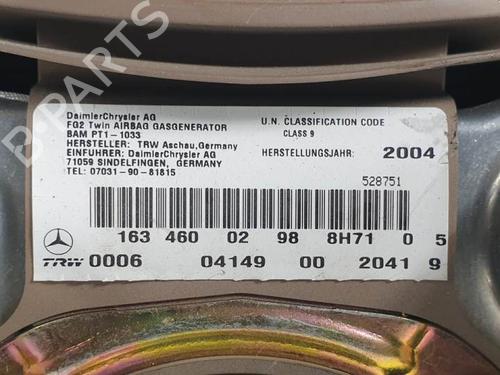 DaimlerChrysler AG
FG2 Twin AIRBAG GASGENERATOR
BAM PT1-1033
HERSTELLER: TRW Aschau,Germany
EINFUHRER: DaimlerChrysler AG
71059 SINDELFINGEN, GERMANY
TEL: 07031-90-81815
U.N. CLASSIFICATION CODE
CLASS 9
HERSTELLUNGSJAHR: 2004
528751
163 460 02 98 8H71 0 5
TRW 0006 04149 00 2041 9
B-PARTS